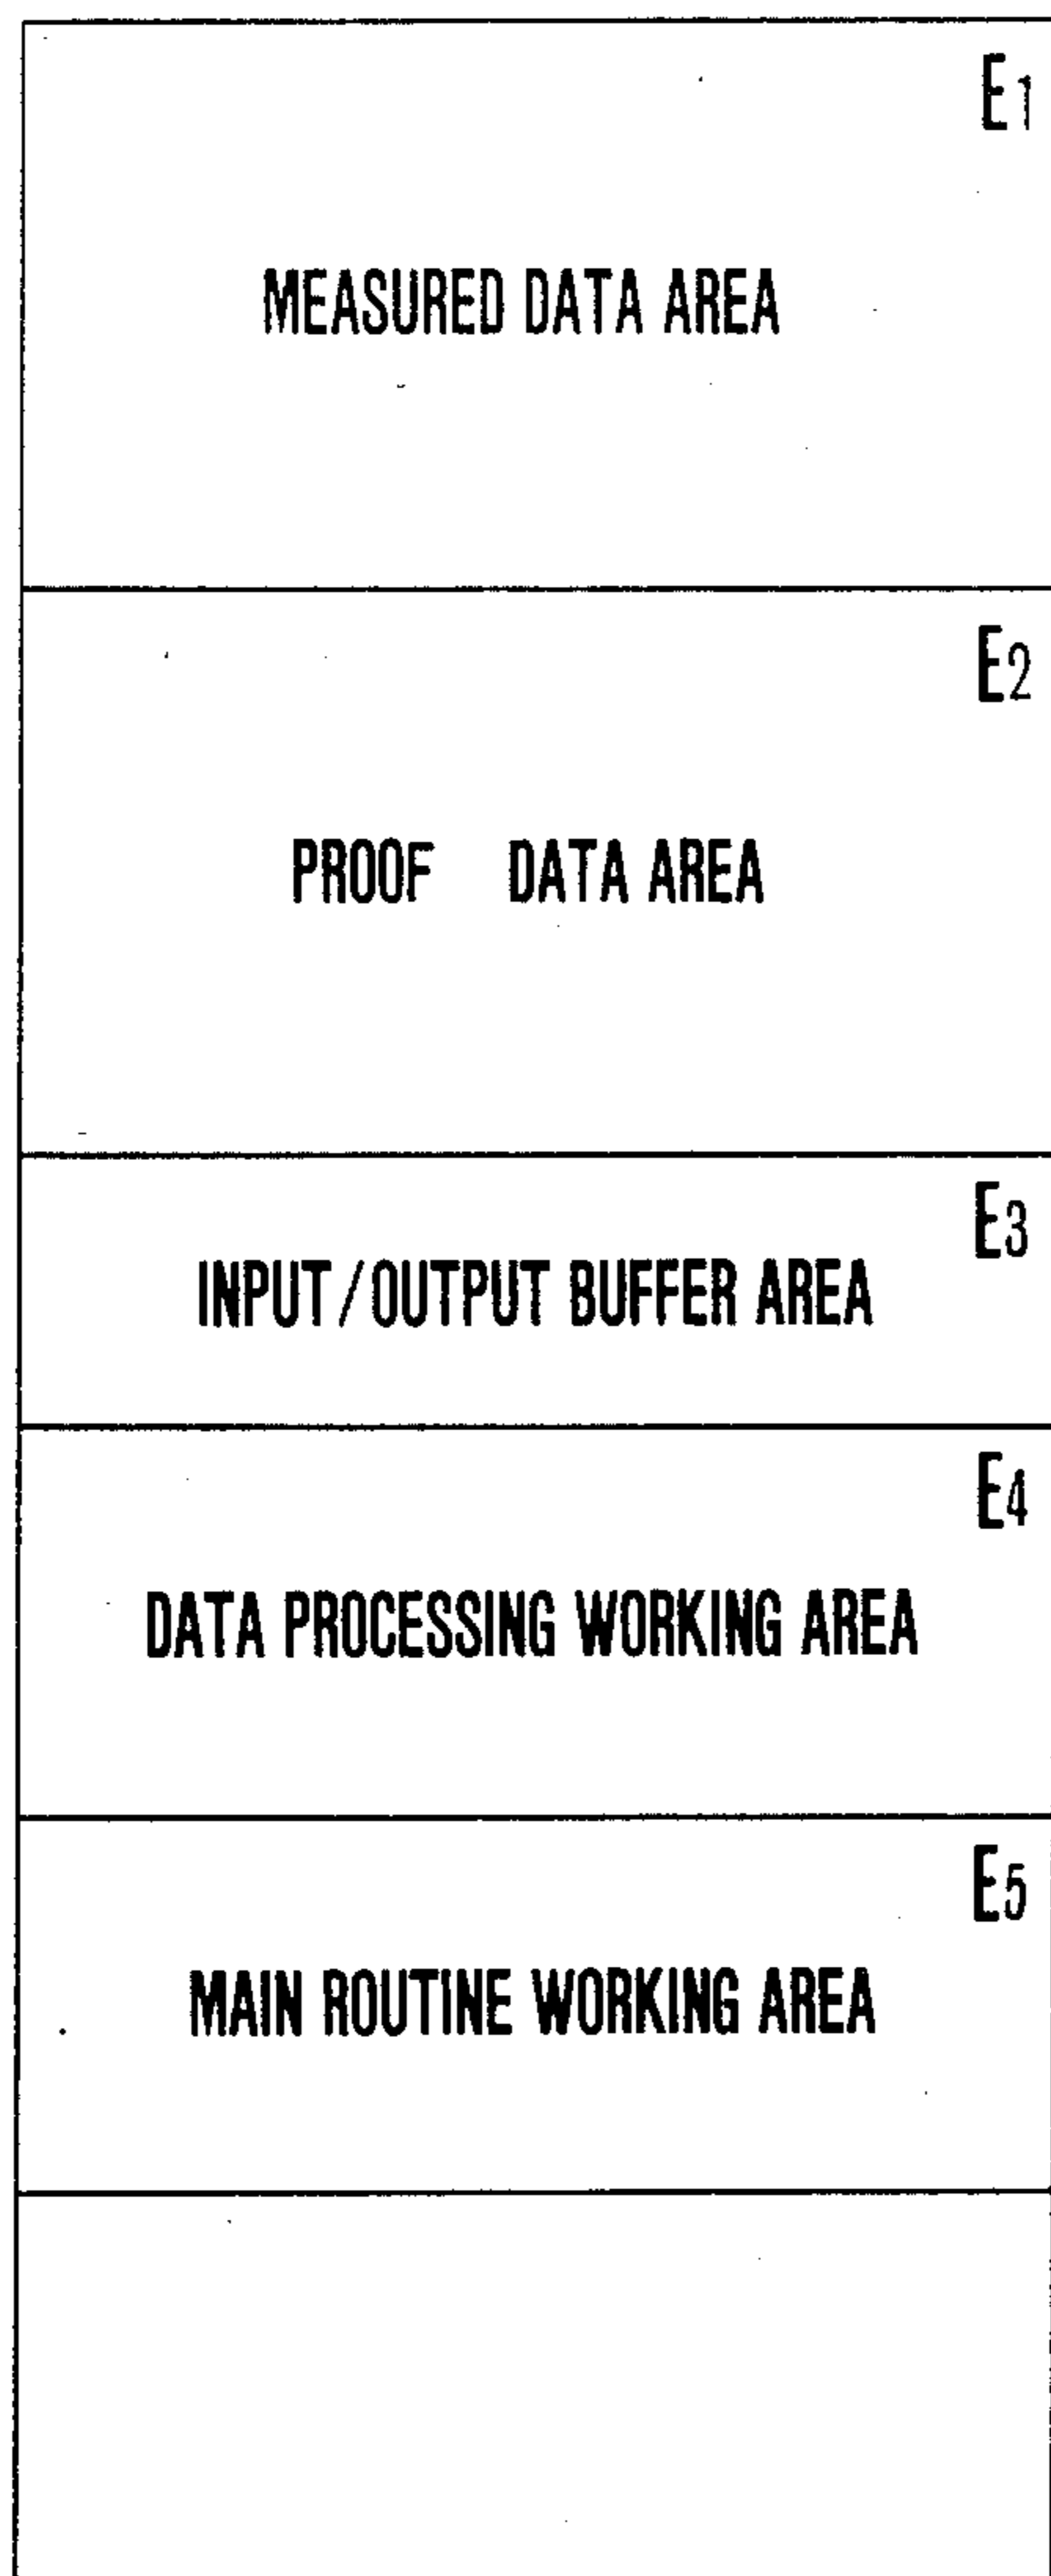 E1
MEASURED DATA AREA
E2
PROOF DATA AREA
E3
INPUT/OUTPUT BUFFER AREA
E4
DATA PROCESSING WORKING AREA
E5
MAIN ROUTINE WORKING AREA